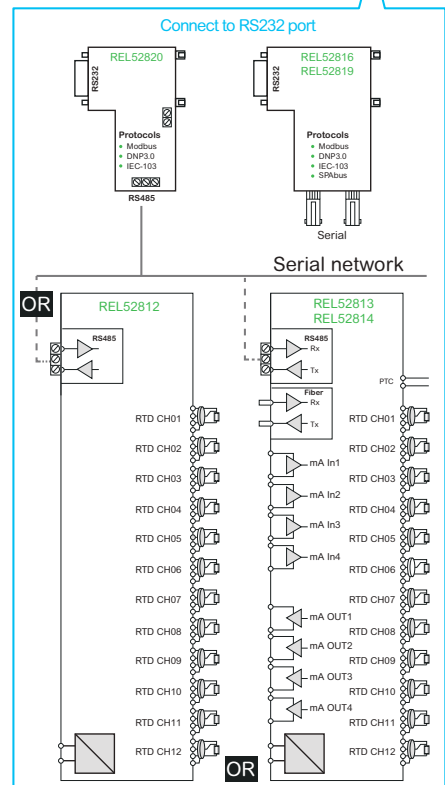 Connect to RS232 port
REL52820
RS232
Protocols
• Modbus
• DNP3.0
• IEC-103
RS485
REL52816
REL52819
RS232
Protocols
• Modbus
• DNP3.0
• IEC-103
• SPAbus
Serial
Serial network
OR
REL52812
RS485
RTD CH01
RTD CH02
RTD CH03
RTD CH04
RTD CH05
RTD CH06
RTD CH07
RTD CH08
RTD CH09
RTD CH10
RTD CH11
RTD CH12
OR
REL52813
REL52814
RS485
Rx
Tx
Fiber
Rx
Tx
mA In1
mA In2
mA In3
mA In4
mA OUT1
mA OUT2
mA OUT3
mA OUT4
PTC
RTD CH01
RTD CH02
RTD CH03
RTD CH04
RTD CH05
RTD CH06
RTD CH07
RTD CH08
RTD CH09
RTD CH10
RTD CH11
RTD CH12